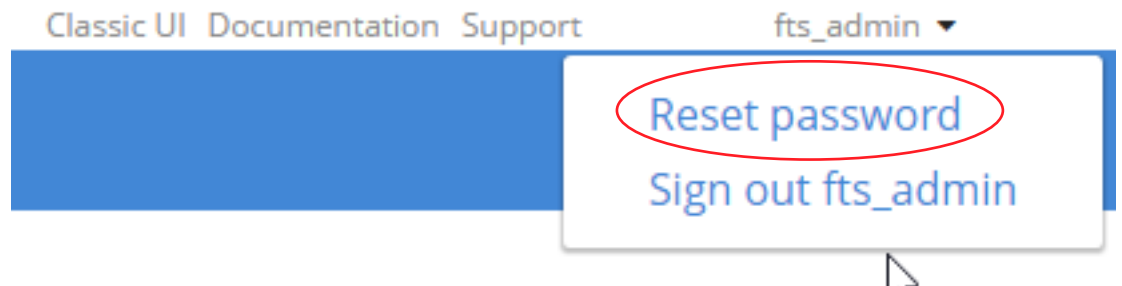 Classic UI Documentation Support fts_admin
Reset password
Sign out fts_admin